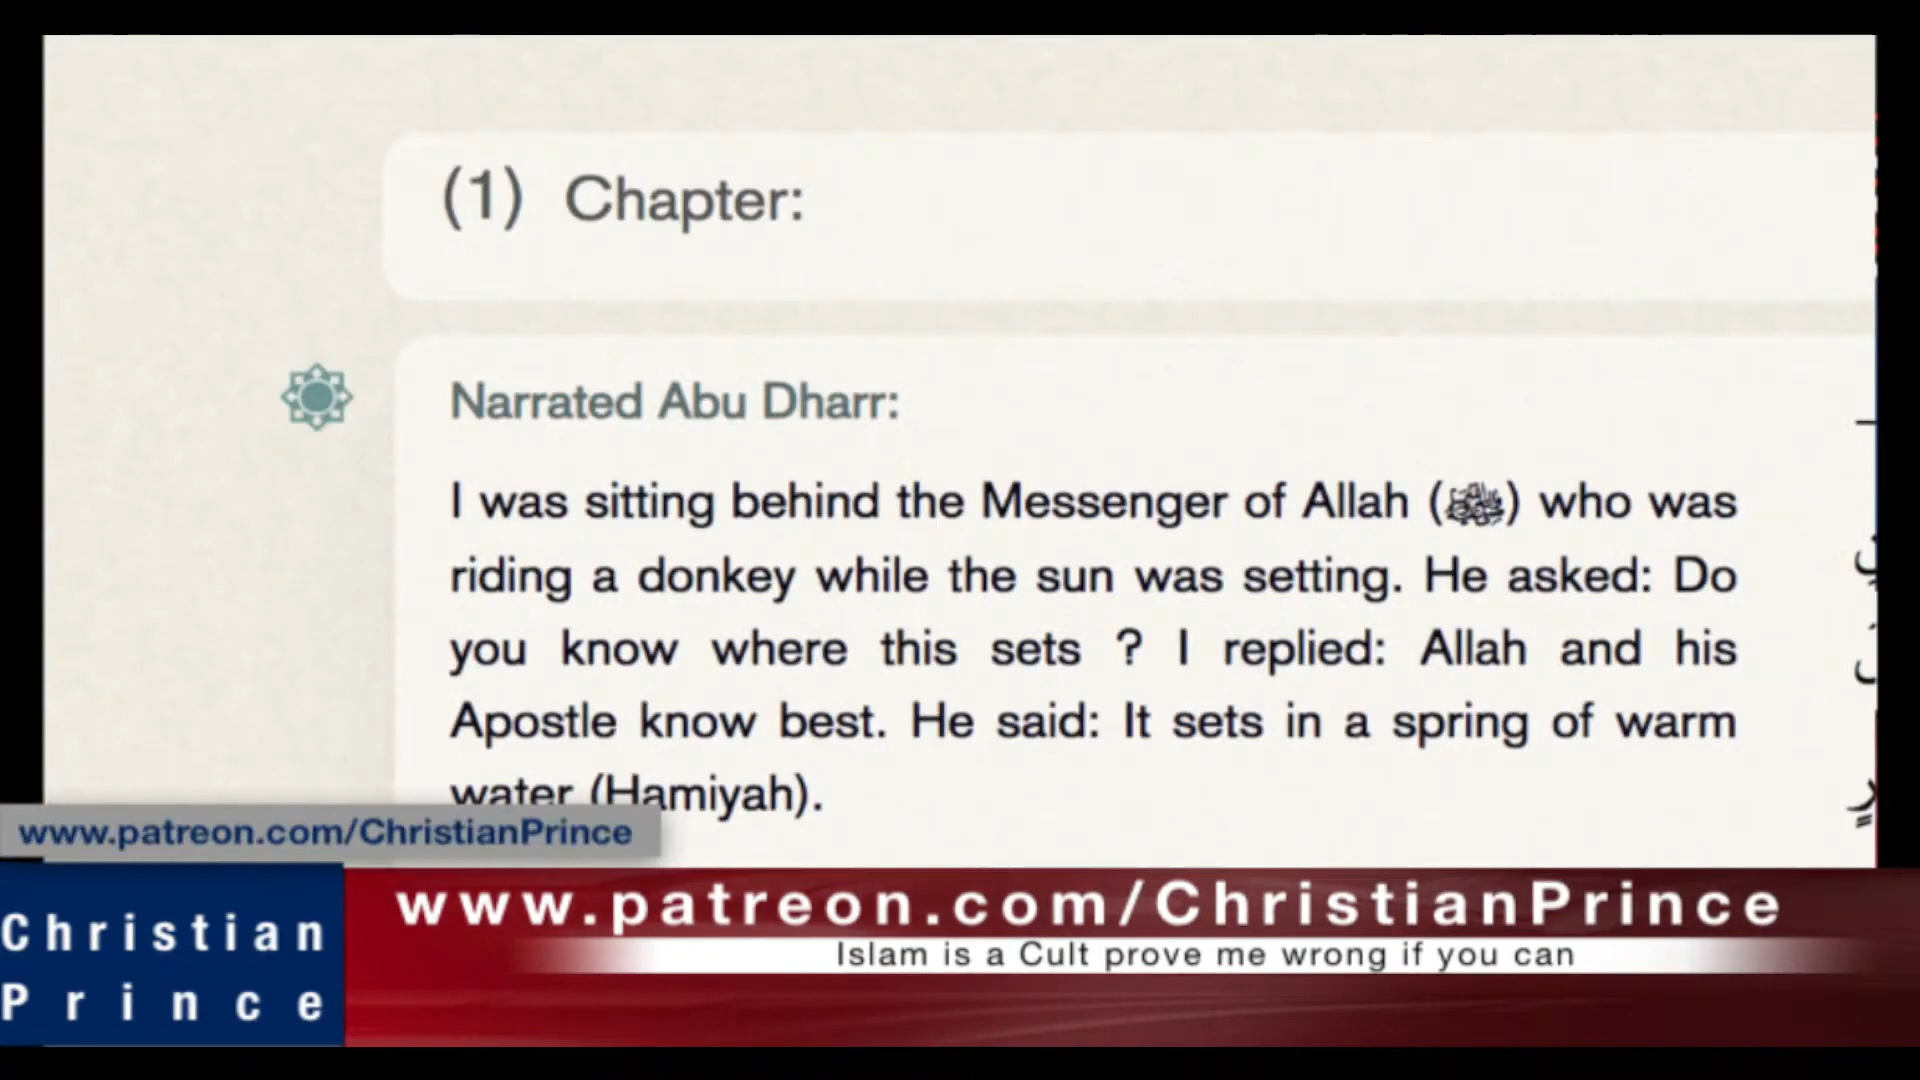 (1) Chapter:
Narrated Abu Dharr:
I was sitting behind the Messenger of Allah (ﷺ) who was
riding a donkey while the sun was setting. He asked: Do
you know where this sets ? I replied: Allah and his
Apostle know best. He said: It sets in a spring of warm
water (Hamiyah).
www.patreon.com/ChristianPrince
Christian
Prince
www.patreon.com/ChristianPrince
Islam is a Cult prove me wrong if you can